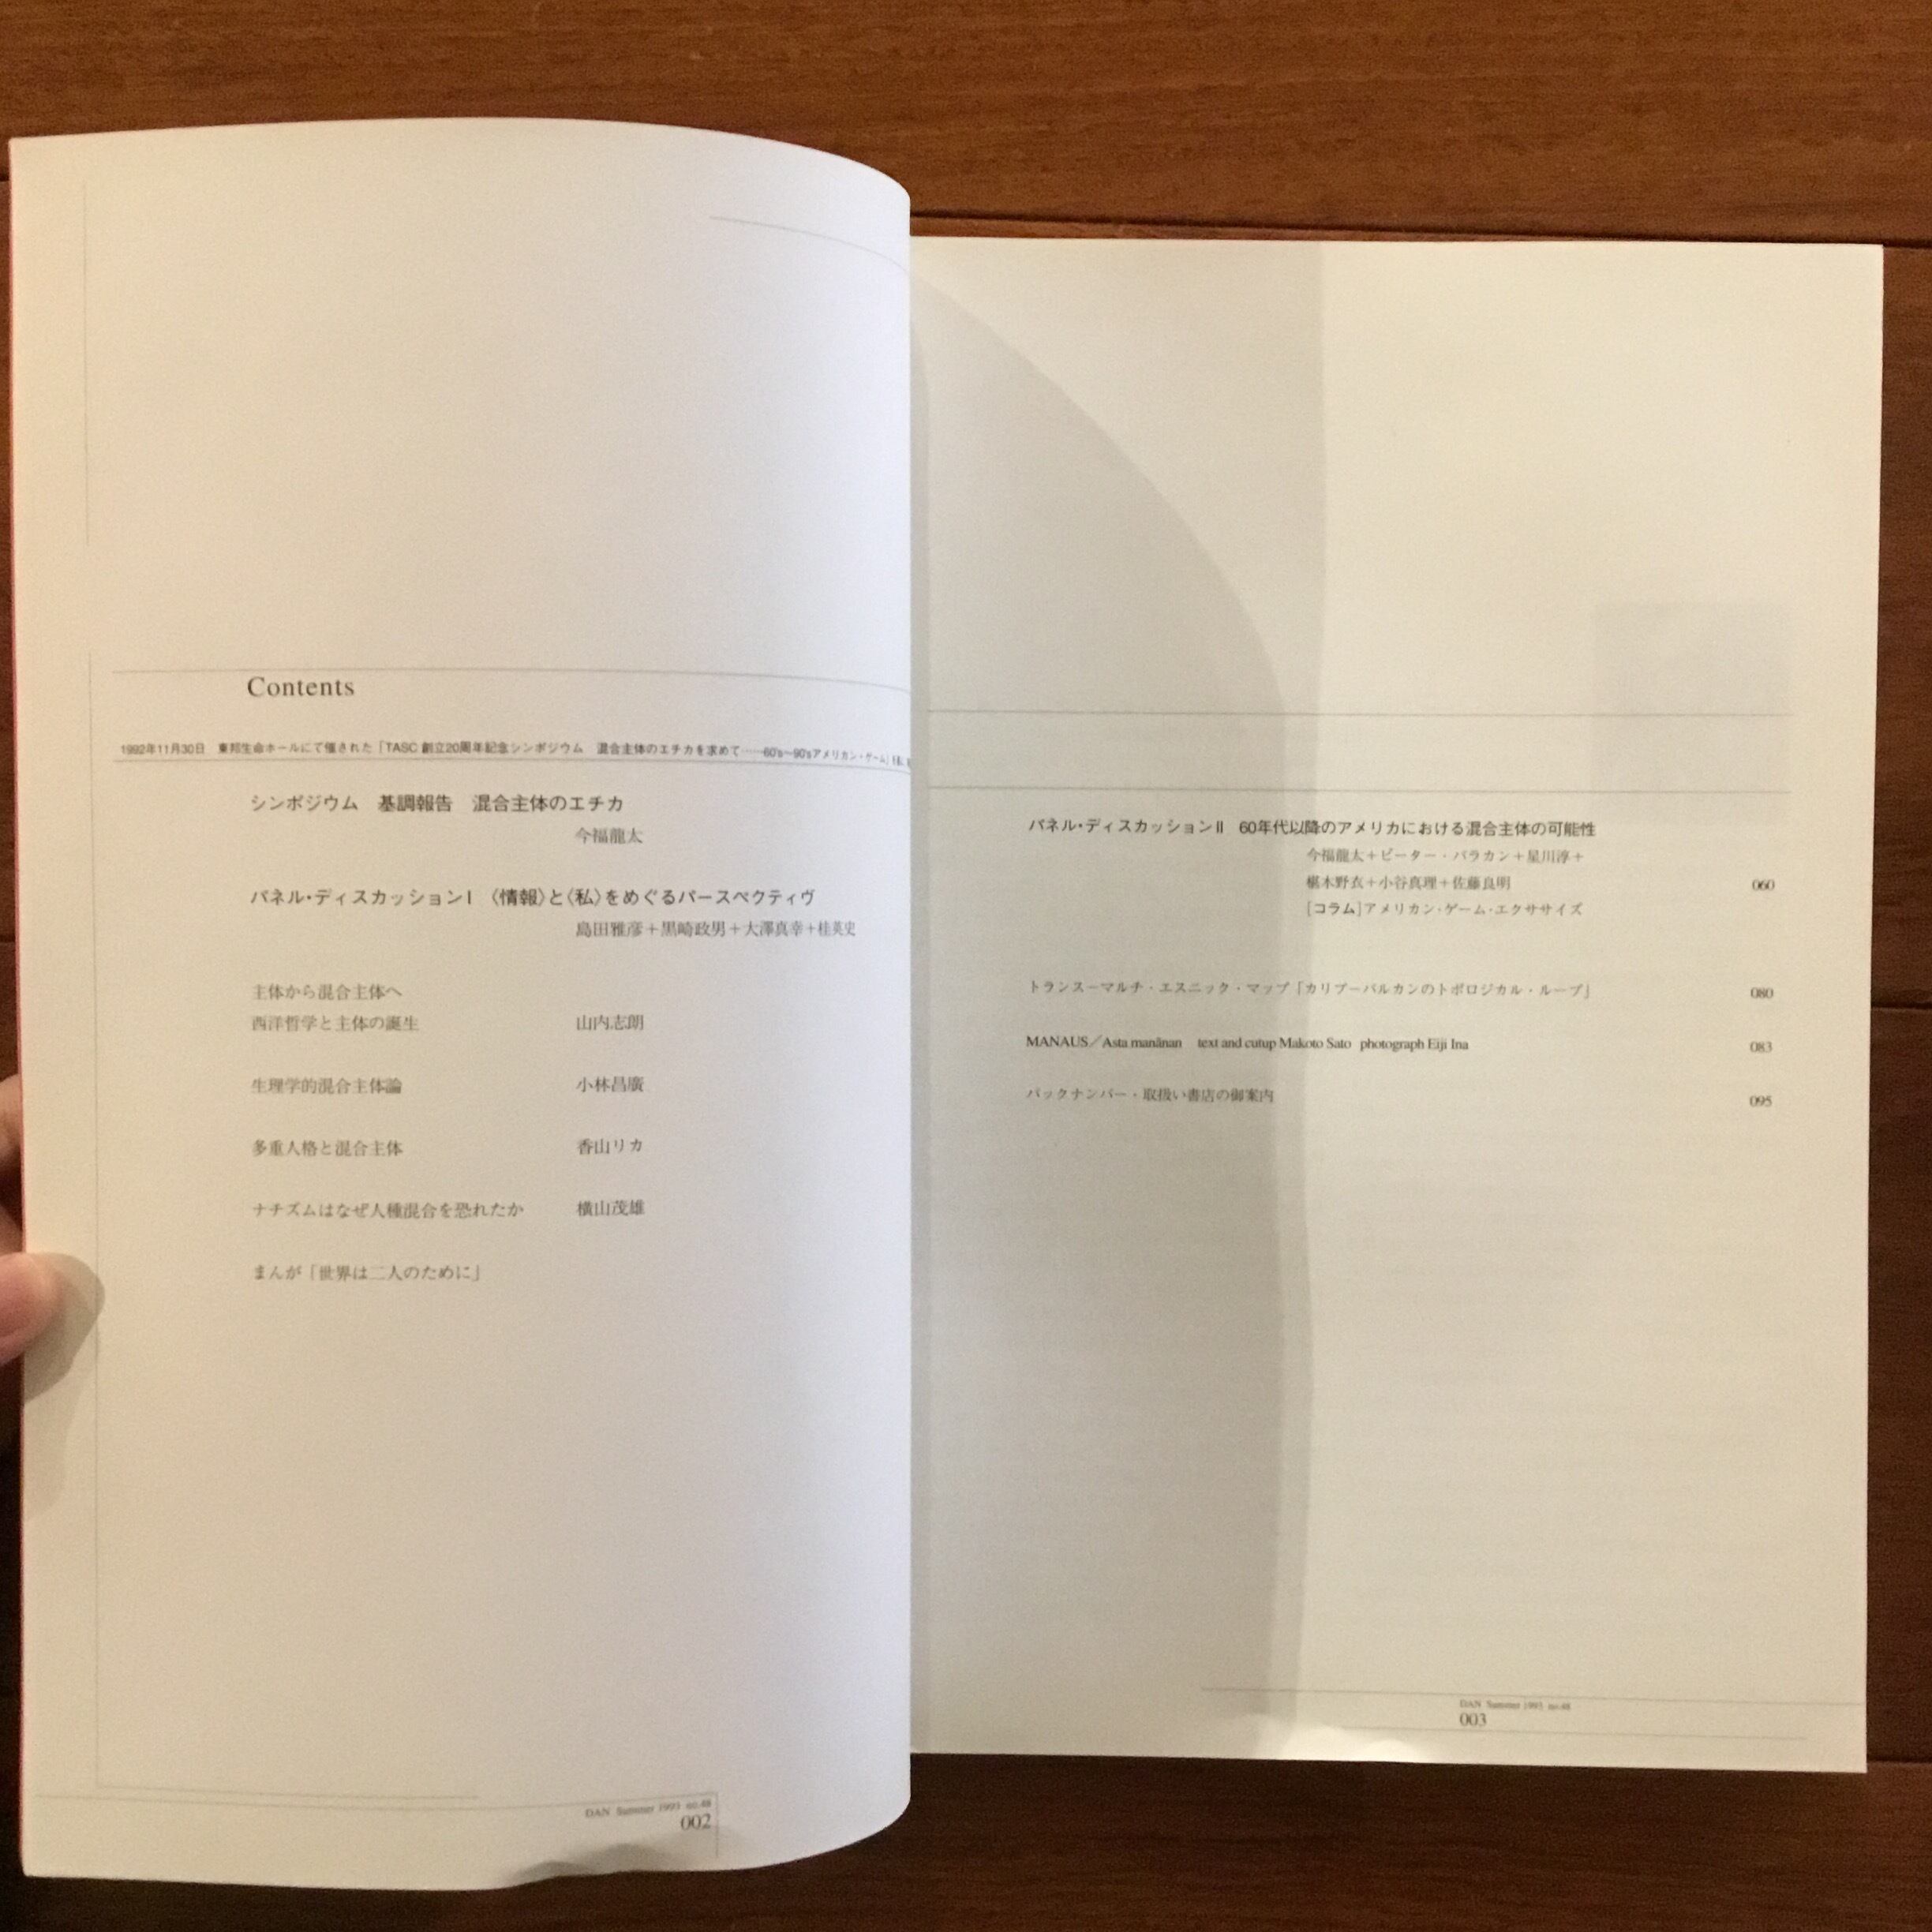 Contents
1992年11月30日　東邦生命ホールにて催された「TASC 創立20周年記念シンポジウム　混合主体のエチカを求めて……60's〜90'sアメリカン・ゲーム」
シンポジウム　基調報告　混合主体のエチカ
今福龍太
パネル・ディスカッションI　〈情報〉と〈私〉をめぐるパースペクティヴ
島田雅彦＋黒崎政男＋大澤真幸＋桂英史
主体から混合主体へ
西洋哲学と主体の誕生　山内志朗
生理学的混合主体論　小林昌廣
多重人格と混合主体　香山リカ
ナチズムはなぜ人種混合を恐れたか　横山茂雄
まんが「世界は二人のために」
DAN Summer 1993 no.48
002
パネル・ディスカッションII　60年代以降のアメリカにおける混合主体の可能性
今福龍太＋ピーター・バラカン＋星川淳＋
椹木野衣＋小谷真理＋佐藤良明　060
[コラム]アメリカン・ゲーム・エクササイズ
トランス－マルチ・エスニック・マップ「カリブ－バルカンのトポロジカル・ループ」　080
MANAUS／Asta manãnan　text and cutup Makoto Sato　photograph Eiji Ina　083
バックナンバー・取扱い書店の御案内　095
DAN Summer 1993 no.48
003